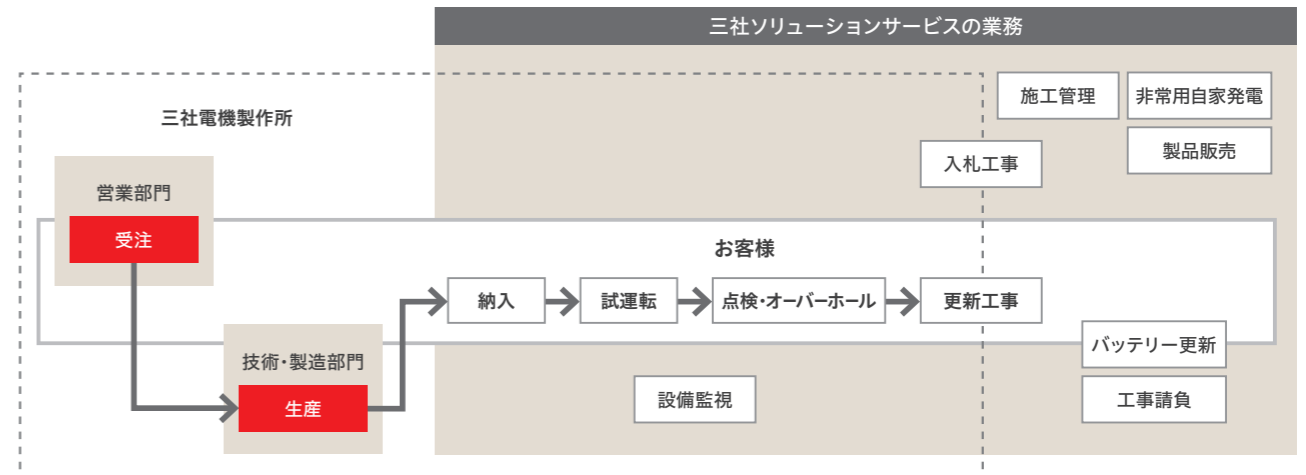 三社ソリューションサービスの業務
三社電機製作所
施工管理
非常用自家発電
製品販売
入札工事
営業部門
受注
お客様
納入
試運転
点検・オーバーホール
更新工事
技術・製造部門
生産
バッテリー更新
設備監視
工事請負